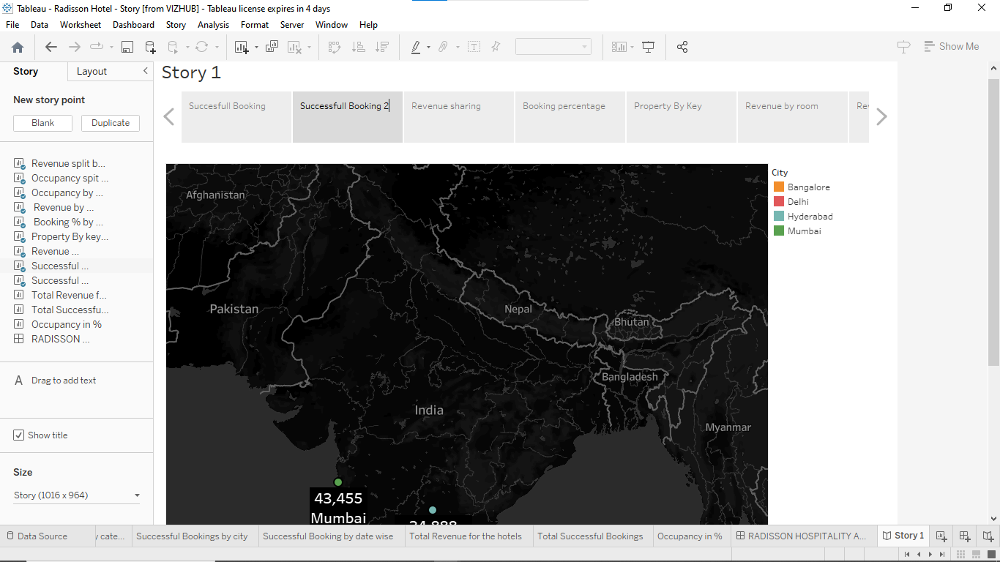 Tableau - Radisson Hotel - Story [from VIZHUB] - Tableau license expires in 4 days
File Data Worksheet Dashboard Story Analysis Format Server Window Help
Show Me
Story Layout
New story point
Blank Duplicate
Revenue split b...
Occupancy spit ...
Occupancy by ...
Revenue by ...
Booking % by ...
Property By key...
Revenue ...
Successful ...
Successful ...
Total Revenue f...
Total Successfu...
Occupancy in %
RADISSON ...
A Drag to add text
Show title
Size
Story (1016 x 964)
Story 1
Succesfull Booking Successfull Booking 2 Revenue sharing Booking percentage Property By Key Revenue by room Rev
City
Bangalore
Delhi
Hyderabad
Mumbai
Afghanistan
Pakistan
Nepal
Bhutan
Bangladesh
India
Myanmar
43,455
Mumbai
Data Source y cate... Successful Bookings by city Successful Booking by date wise Total Revenue for the hotels Total Successful Bookings Occupancy in % RADISSON HOSPITALITY A... Story 1